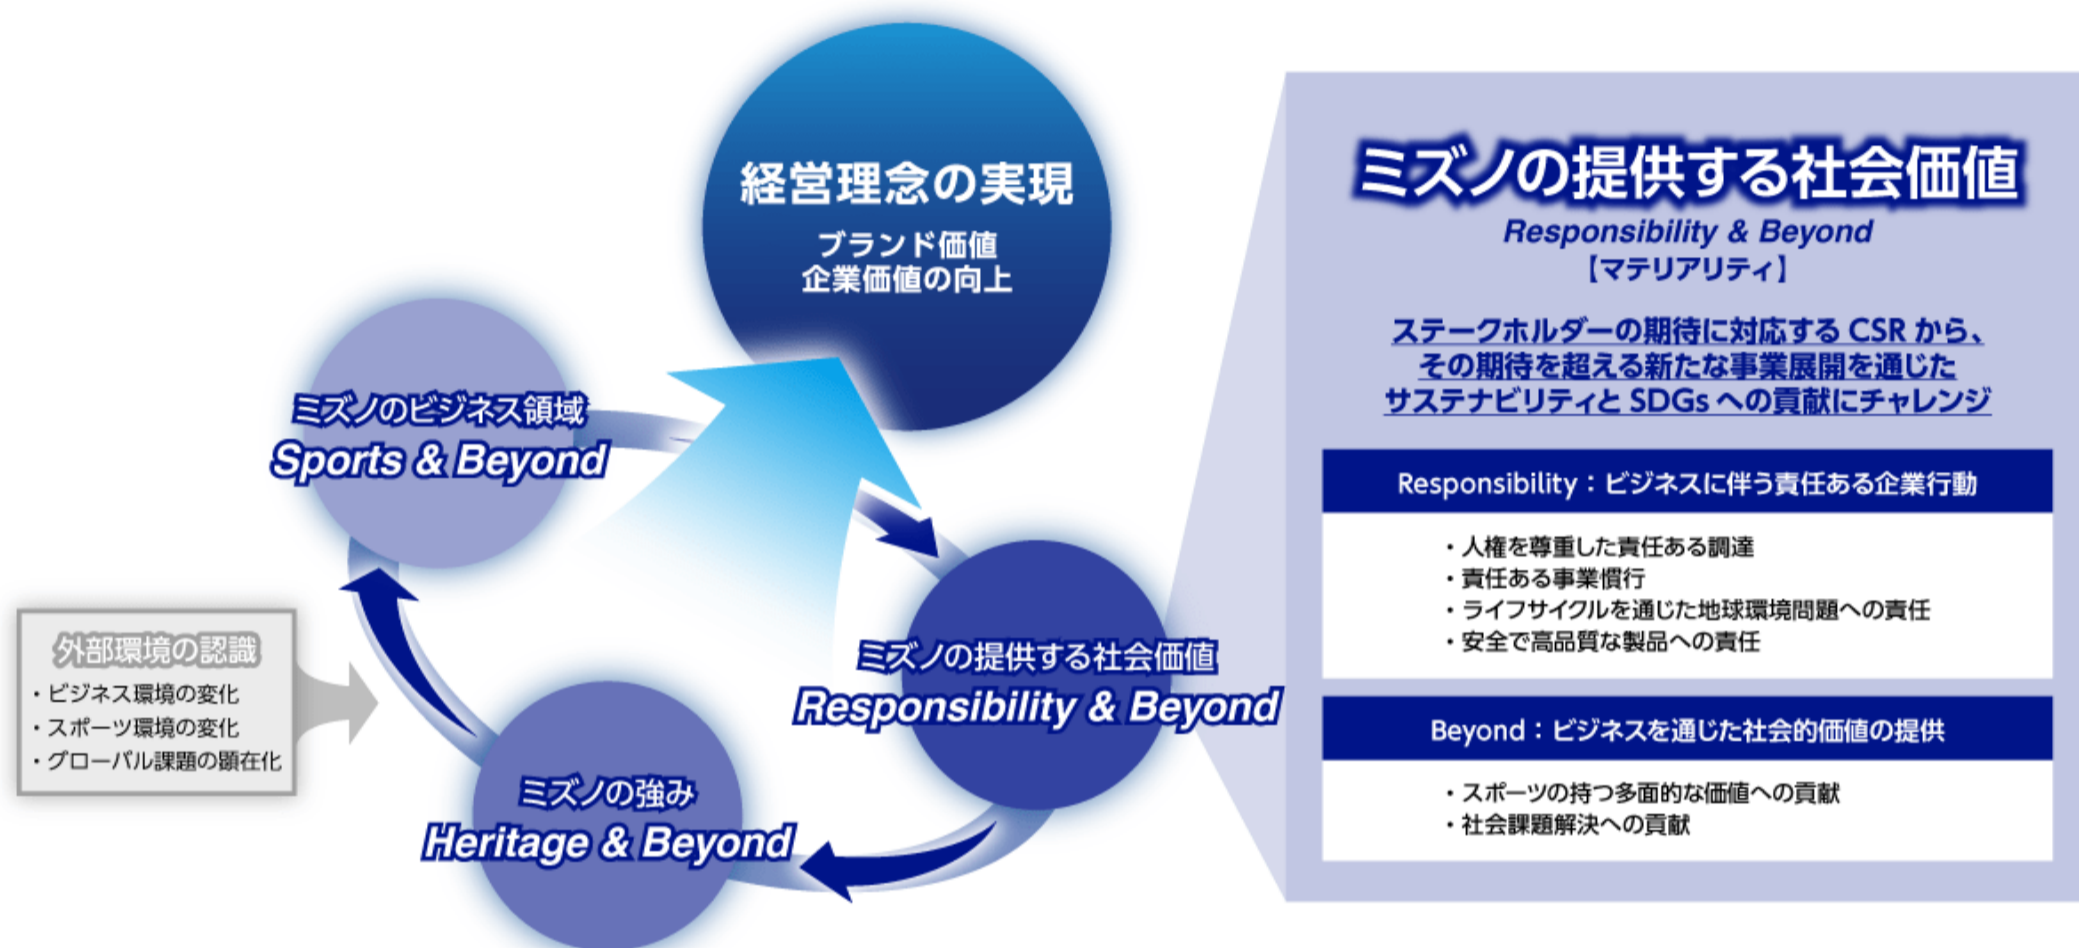 経営理念の実現
ブランド価値
企業価値の向上
ミズノのビジネス領域
Sports & Beyond
外部環境の認識
・ビジネス環境の変化
・スポーツ環境の変化
・グローバル課題の顕在化
ミズノの提供する社会価値
Responsibility & Beyond
ミズノの強み
Heritage & Beyond
ミズノの提供する社会価値
Responsibility & Beyond
【マテリアリティ】
ステークホルダーの期待に対応する CSR から、
その期待を超える新たな事業展開を通じた
サステナビリティと SDGs への貢献にチャレンジ
Responsibility：ビジネスに伴う責任ある企業行動
・人権を尊重した責任ある調達
・責任ある事業慣行
・ライフサイクルを通じた地球環境問題への責任
・安全で高品質な製品への責任
Beyond：ビジネスを通じた社会的価値の提供
・スポーツの持つ多面的な価値への貢献
・社会課題解決への貢献